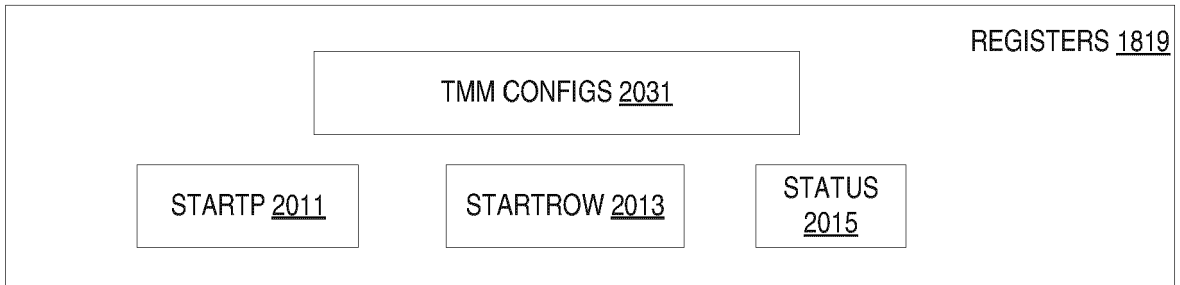 REGISTERS 1819
TMM CONFIGS 2031
STARTP 2011
STARTROW 2013
STATUS
2015